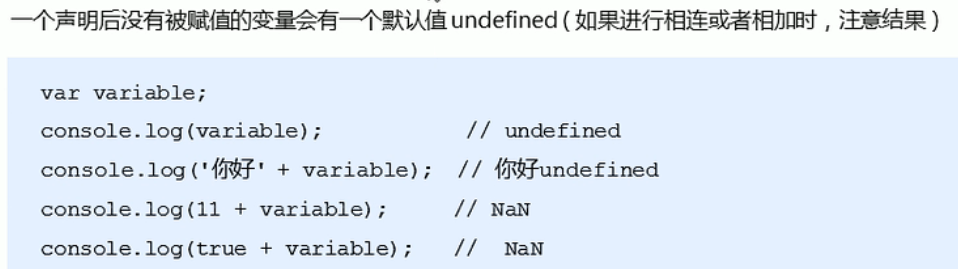 一个声明后没有被赋值的变量会有一个默认值 undefined ( 如果进行相连或者相加时，注意结果 )
var variable;
console.log(variable); // undefined
console.log('你好' + variable); // 你好undefined
console.log(11 + variable); // NaN
console.log(true + variable); // NaN